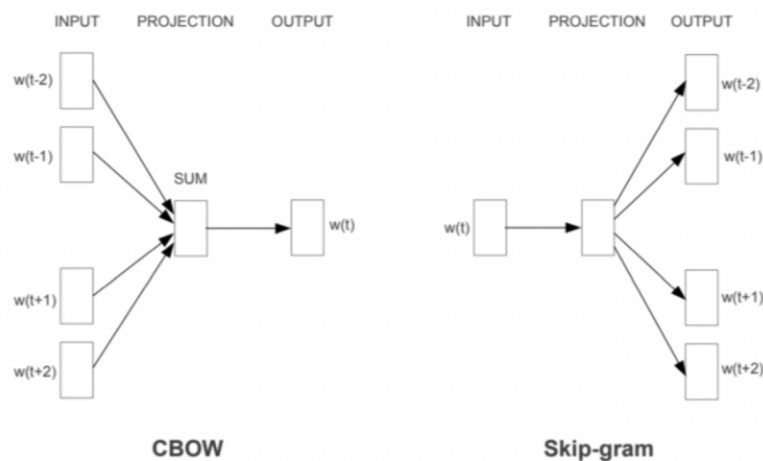 INPUT PROJECTION OUTPUT
w(t-2)
w(t-1)
SUM
w(t)
w(t+1)
w(t+2)
CBOW
INPUT PROJECTION OUTPUT
w(t-2)
w(t-1)
w(t)
w(t+1)
w(t+2)
Skip-gram